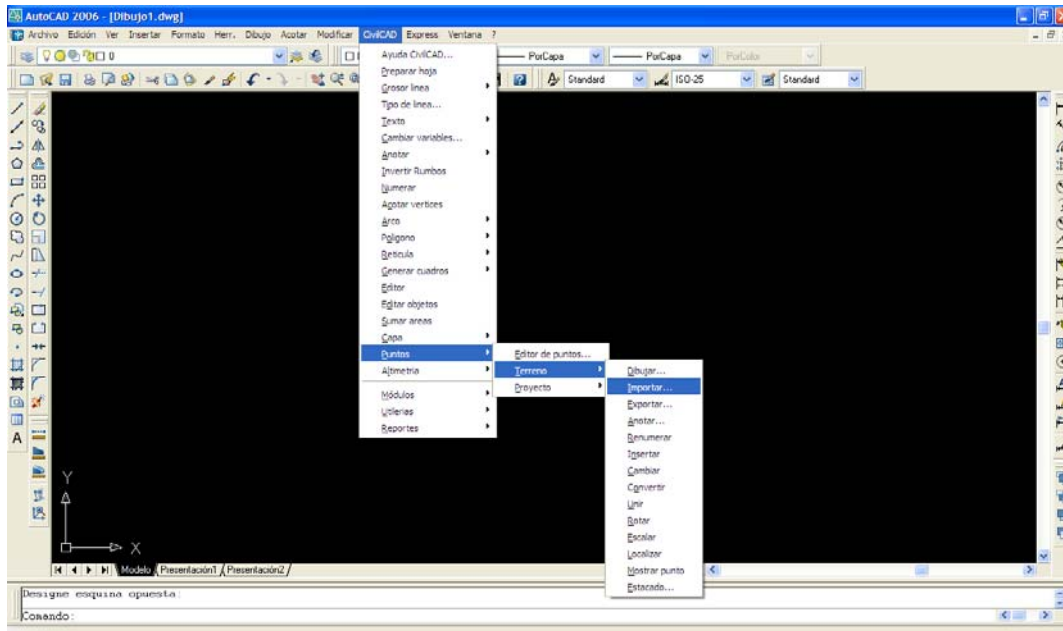 AutoCAD 2006 - [Dibujo1.dwg]
Archivo Edición Ver Insertar Formato Herr. Dibujo Acotar Modificar CivilCAD Express Ventana ?
0 PorCapa PorCapa PorColor
Standard ISO-25 Standard
Ayuda CivilCAD...
Preparar hoja
Grosor linea
Tipo de linea...
Texto
Cambiar variables...
Anotar
Invertir Rumbos
Numerar
Acotar vertices
Arco
Poligono
Reticula
Generar cuadros
Editor
Editar objetos
Sumar areas
Capa
Puntos
Altimetria
Módulos
Utilerias
Reportes
Editor de puntos...
Terreno
Proyecto
Dibujar...
Importar...
Exportar...
Anotar...
Renumerar
Insertar
Cambiar
Convertir
Unir
Rotar
Escalar
Localizar
Mostrar punto
Estacado...
A
Y
X
Modelo Presentación1 Presentación2
Designe esquina opuesta:
Comando: